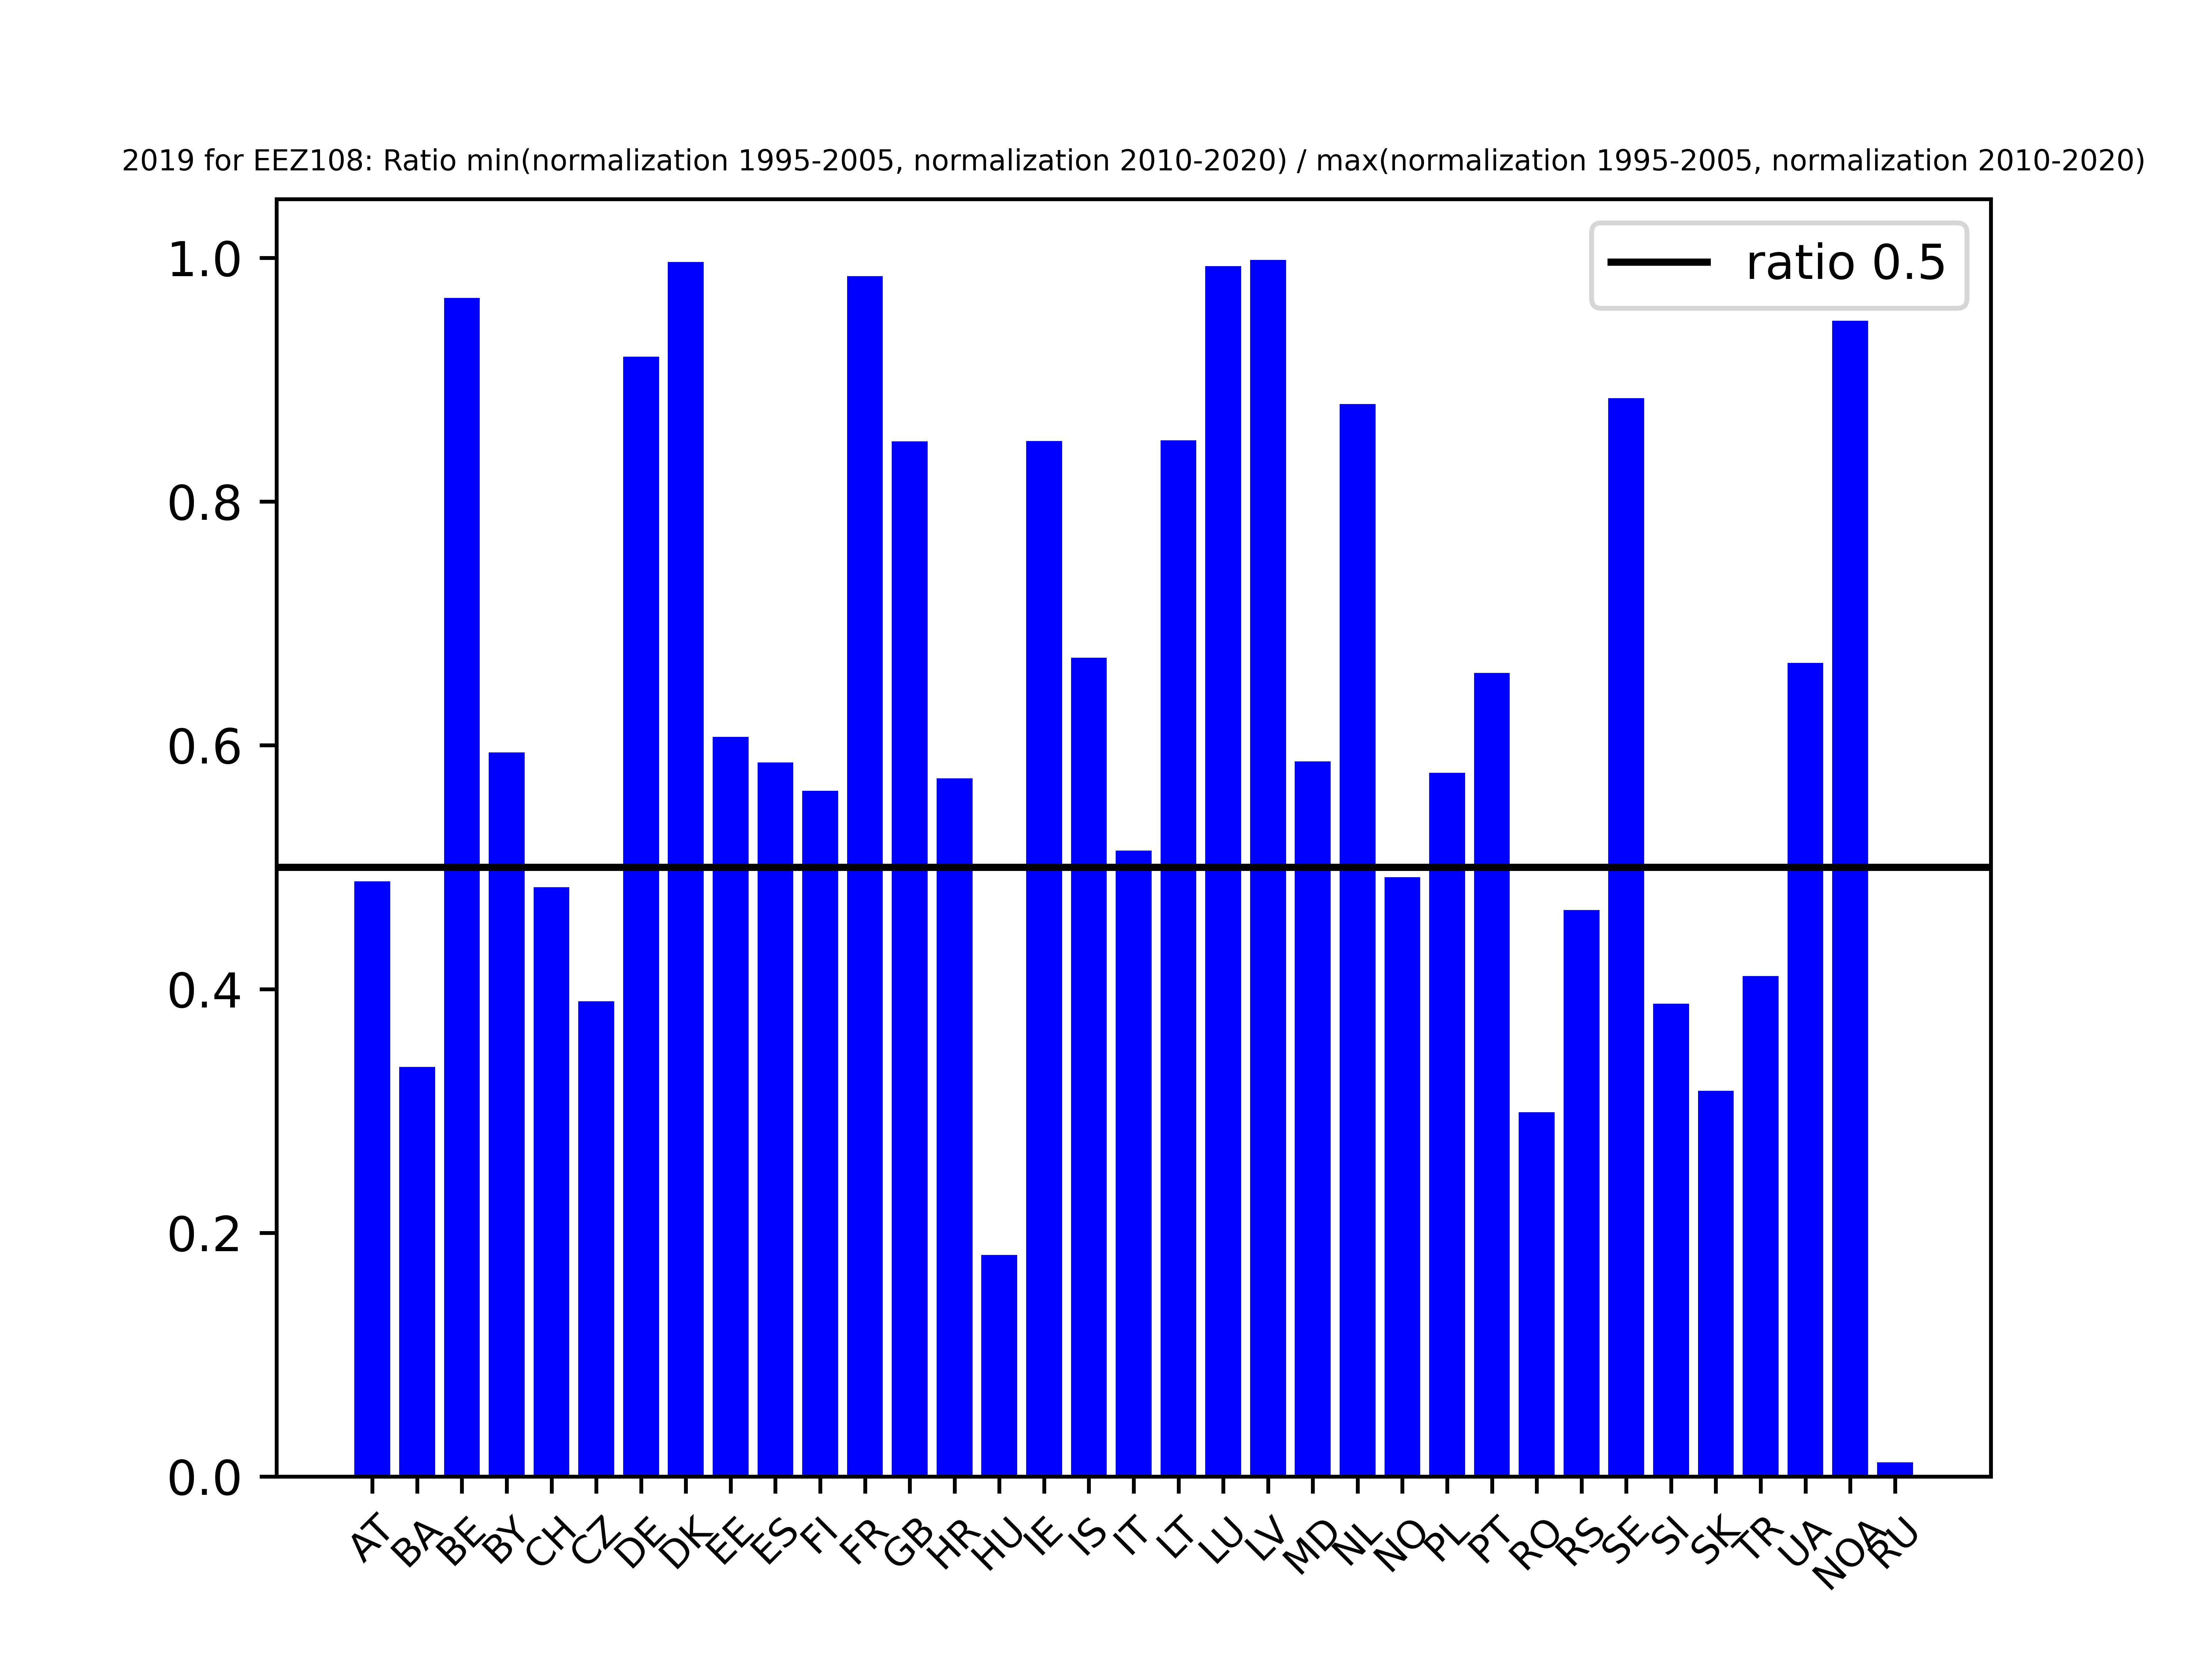 2019 for EEZ108: Ratio min(normalization 1995-2005, normalization 2010-2020) / max(normalization 1995-2005, normalization 2010-2020)
ratio 0.5
1.0
0.8
0.6
0.4
0.2
0.0
AT BA BE BY CH CZ DE DK EE ES FI FR GB HR HU IE IS IT LT LU LV MD NL NO PL PT RO RS SE SI SK TR UA NOA RU